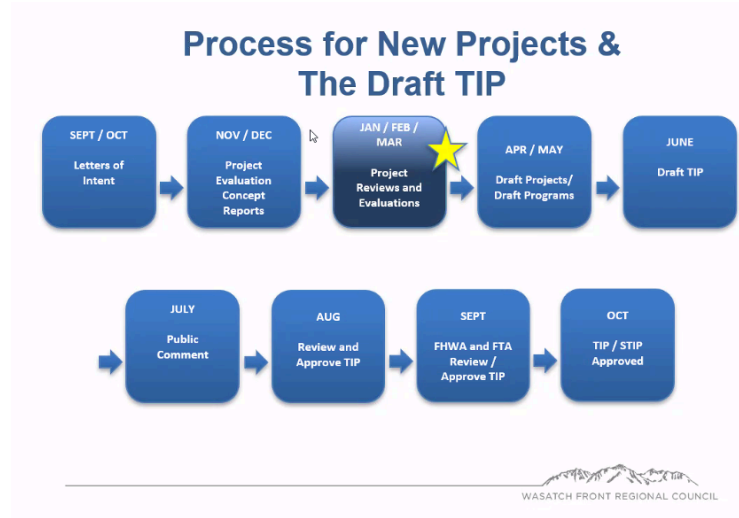 Process for New Projects &
The Draft TIP
SEPT / OCT
Letters of
Intent
NOV / DEC
Project
Evaluation
Concept
Reports
JAN / FEB /
MAR
Project
Reviews and
Evaluations
APR / MAY
Draft Projects/
Draft Programs
JUNE
Draft TIP
JULY
Public
Comment
AUG
Review and
Approve TIP
SEPT
FHWA and FTA
Review /
Approve TIP
OCT
TIP / STIP
Approved
WASATCH FRONT REGIONAL COUNCIL